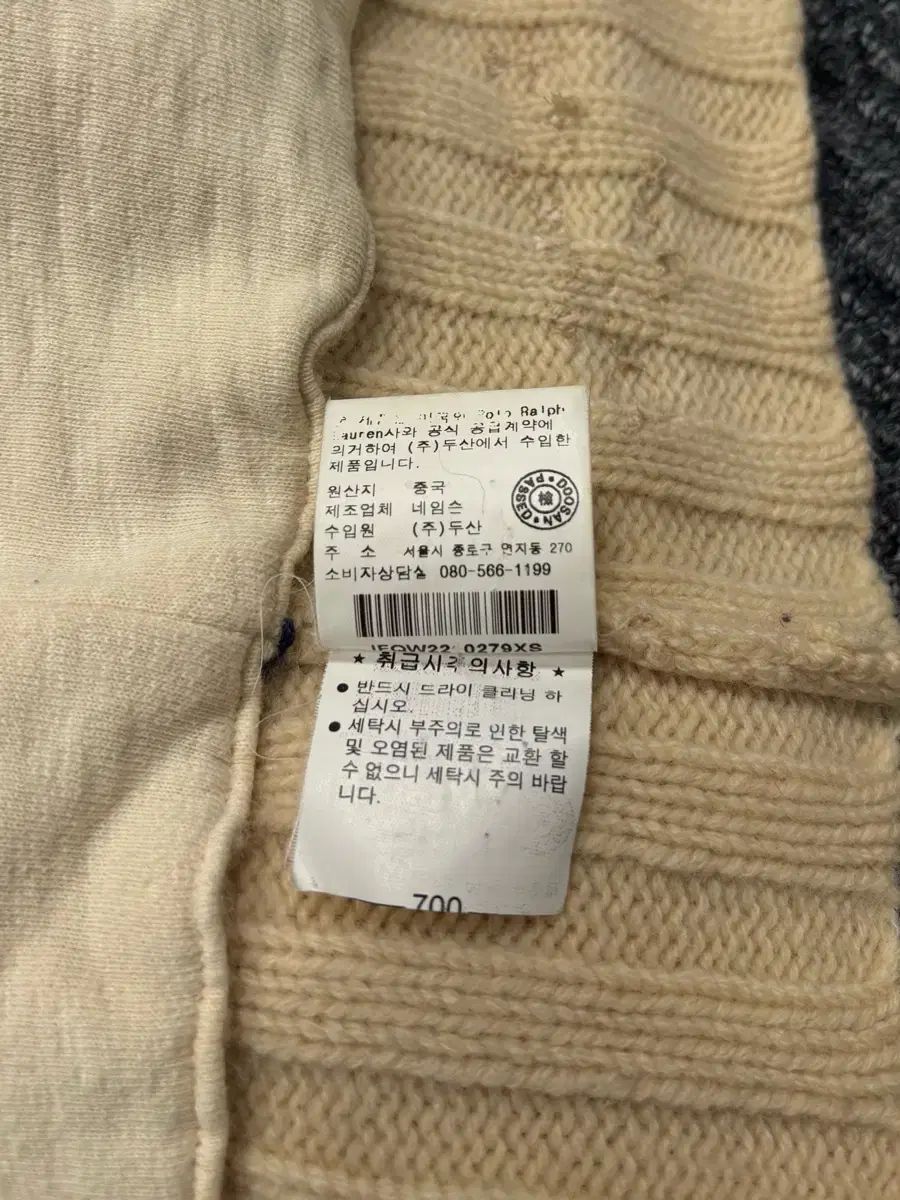 Polo Ralph
Lauren사와 공식 공급계약에
의거하여 (주)두산에서 수입한
제품입니다.
원산지 중국
제조업체 네임슨
수입원 (주)두산
주 소 서울시 종로구 연지동 270
소비자상담실 080-566-1199
DOOSAN • PASSED •
檢
0279XS
★ 취급시 주의사항 ★
● 반드시 드라이 클리닝 하
십시오.
● 세탁시 부주의로 인한 탈색
및 오염된 제품은 교환 할
수 없으니 세탁시 주의 바랍
니다.
700